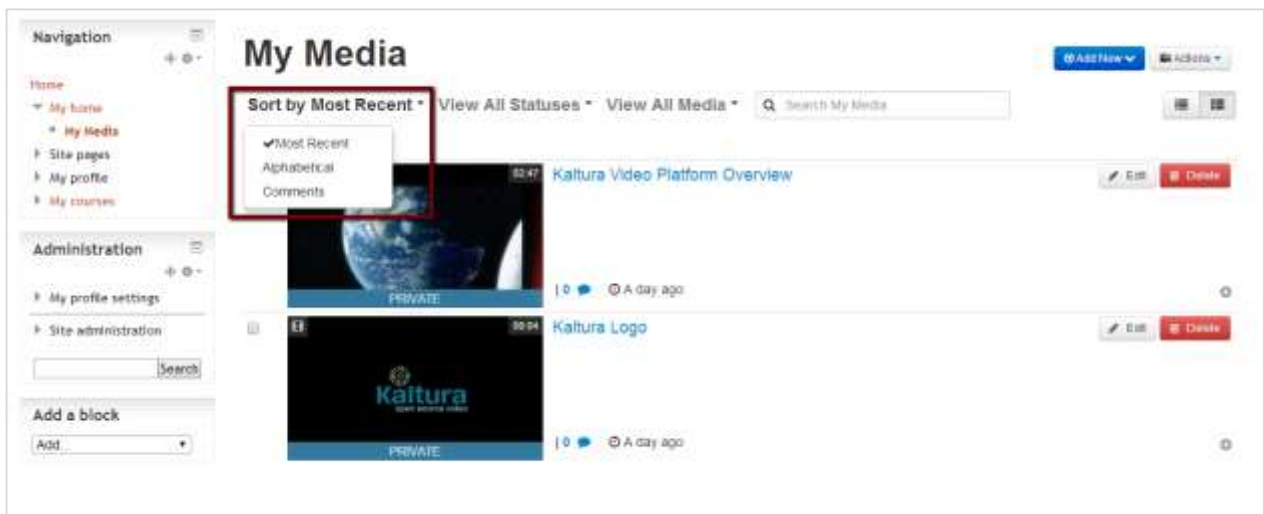 Navigation
Home
My home
My Media
Site pages
My profile
My courses
Administration
My profile settings
Site administration
Search
Add a block
Add...
My Media
Add New
Actions
Sort by Most Recent View All Statuses View All Media Search My Media
Most Recent
Alphabetical
Comments
02:47 Kaltura Video Platform Overview
Edit Delete
PRIVATE
| 0 A day ago
00:04 Kaltura Logo
Edit Delete
Kaltura
open source video
PRIVATE
| 0 A day ago